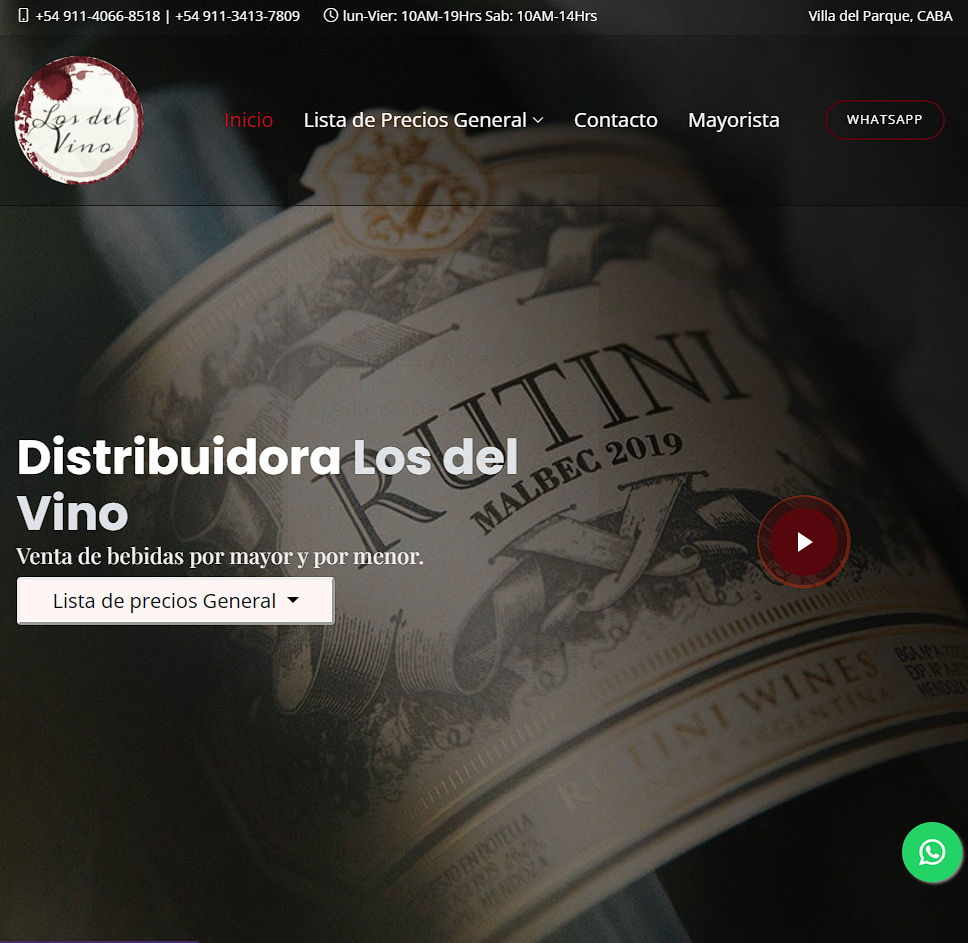 +54 911-4066-8518 | +54 911-3413-7809 lun-Vier: 10AM-19Hrs Sab: 10AM-14Hrs Villa del Parque, CABA
Los del
Vino
Inicio Lista de Precios General Contacto Mayorista WHATSAPP
RUTINI
MALBEC 2019
Distribuidora Los del
Vino
Venta de bebidas por mayor y por menor.
Lista de precios General
RUTINI WINES
ARGENTINA
MENDOZA